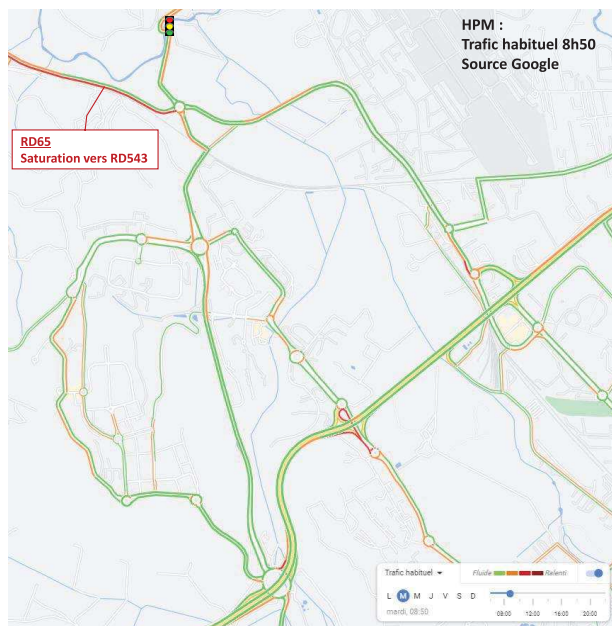 HPM :
Trafic habituel 8h50
Source Google
RD65
Saturation vers RD543
Trafic habituel
Fluide
Ralenti
L M M J V S D
mardi, 08:50
08:00 12:00 16:00 20:00